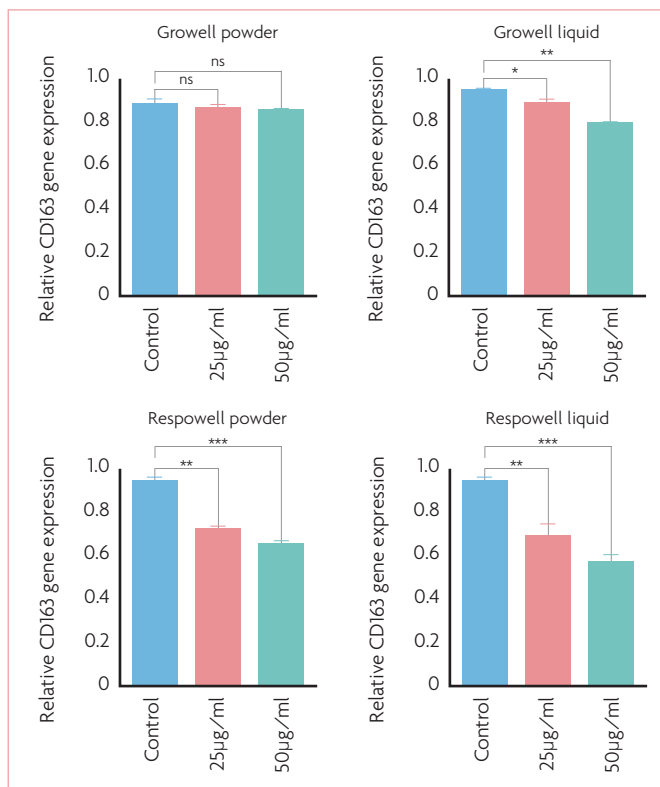 Growell powder
Relative CD163 gene expression
1.0
0.8
0.6
0.4
0.2
0
ns
ns
Control
25µg/ml
50µg/ml
Growell liquid
Relative CD163 gene expression
1.0
0.8
0.6
0.4
0.2
0
**
*
Control
25µg/ml
50µg/ml
Respowell powder
Relative CD163 gene expression
1.0
0.8
0.6
0.4
0.2
0
***
**
Control
25µg/ml
50µg/ml
Respowell liquid
Relative CD163 gene expression
1.0
0.8
0.6
0.4
0.2
0
***
**
Control
25µg/ml
50µg/ml